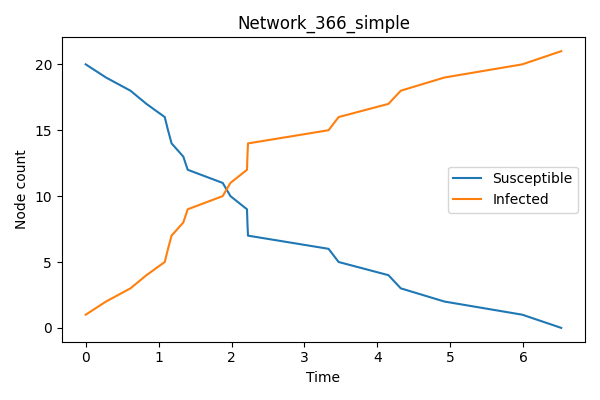 Network_366_simple
Node count
20
15
10
5
0
Susceptible
Infected
0 1 2 3 4 5 6
Time